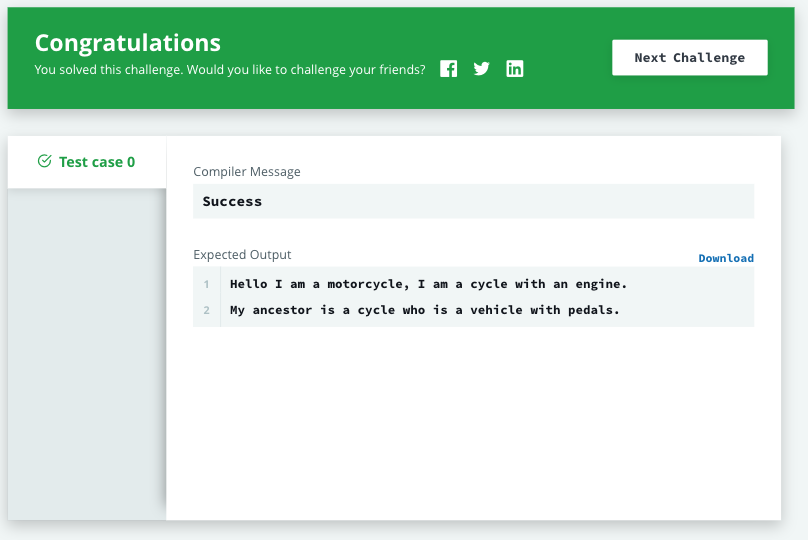 Congratulations
You solved this challenge. Would you like to challenge your friends?
Next Challenge
Test case 0
Compiler Message
Success
Expected Output
Download
1 Hello I am a motorcycle, I am a cycle with an engine.
2 My ancestor is a cycle who is a vehicle with pedals.